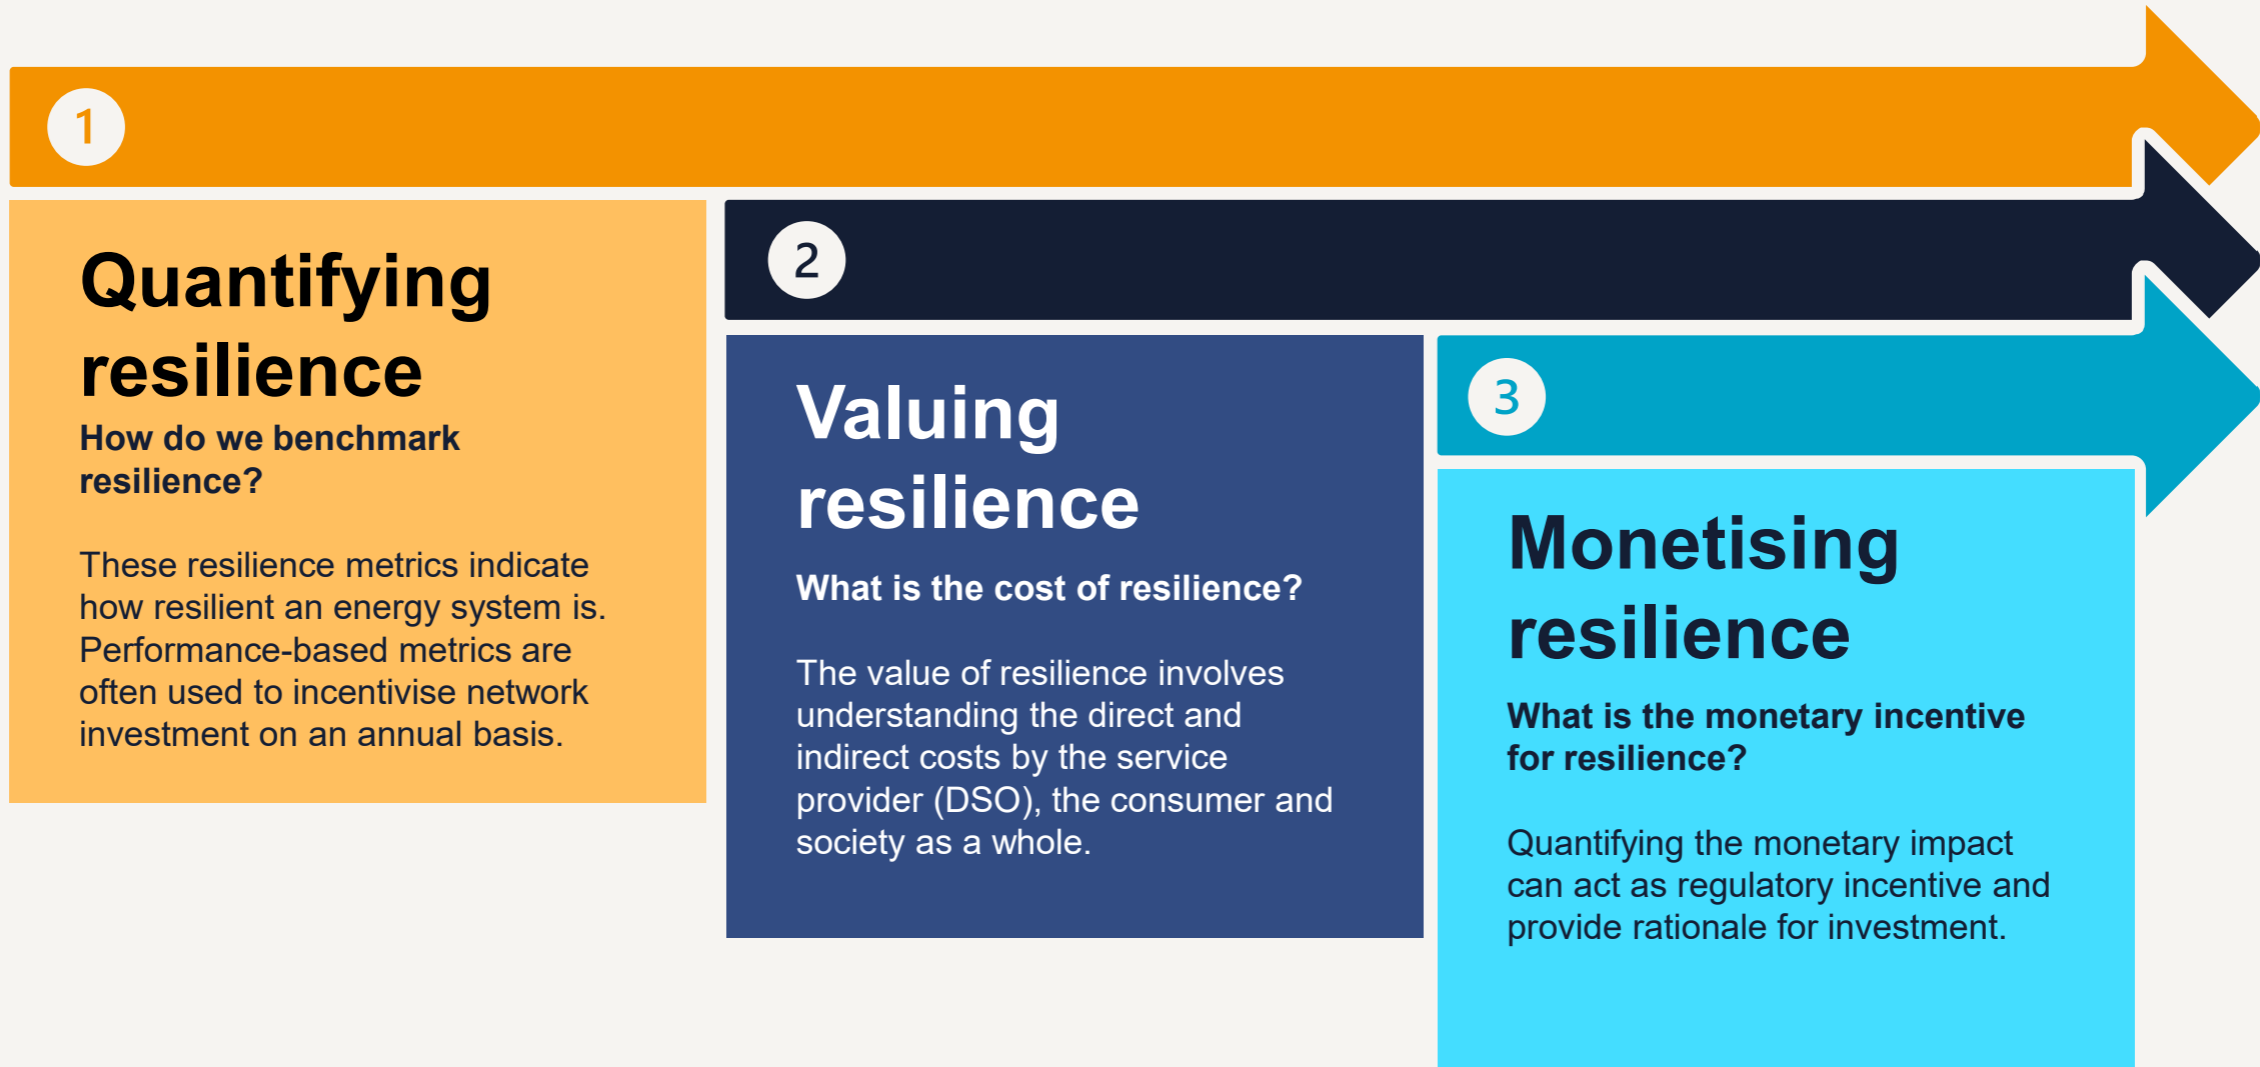 1
Quantifying
resilience
How do we benchmark
resilience?
These resilience metrics indicate
how resilient an energy system is.
Performance-based metrics are
often used to incentivise network
investment on an annual basis.
2
Valuing
resilience
What is the cost of resilience?
The value of resilience involves
understanding the direct and
indirect costs by the service
provider (DSO), the consumer and
society as a whole.
3
Monetising
resilience
What is the monetary incentive
for resilience?
Quantifying the monetary impact
can act as regulatory incentive and
provide rationale for investment.